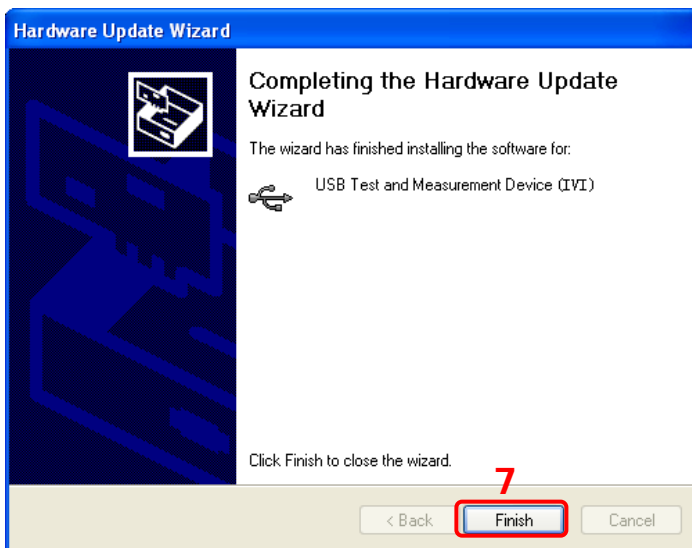 Hardware Update Wizard
Completing the Hardware Update
Wizard
The wizard has finished installing the software for:
USB Test and Measurement Device (IVI)
Click Finish to close the wizard.
7
< Back Finish Cancel